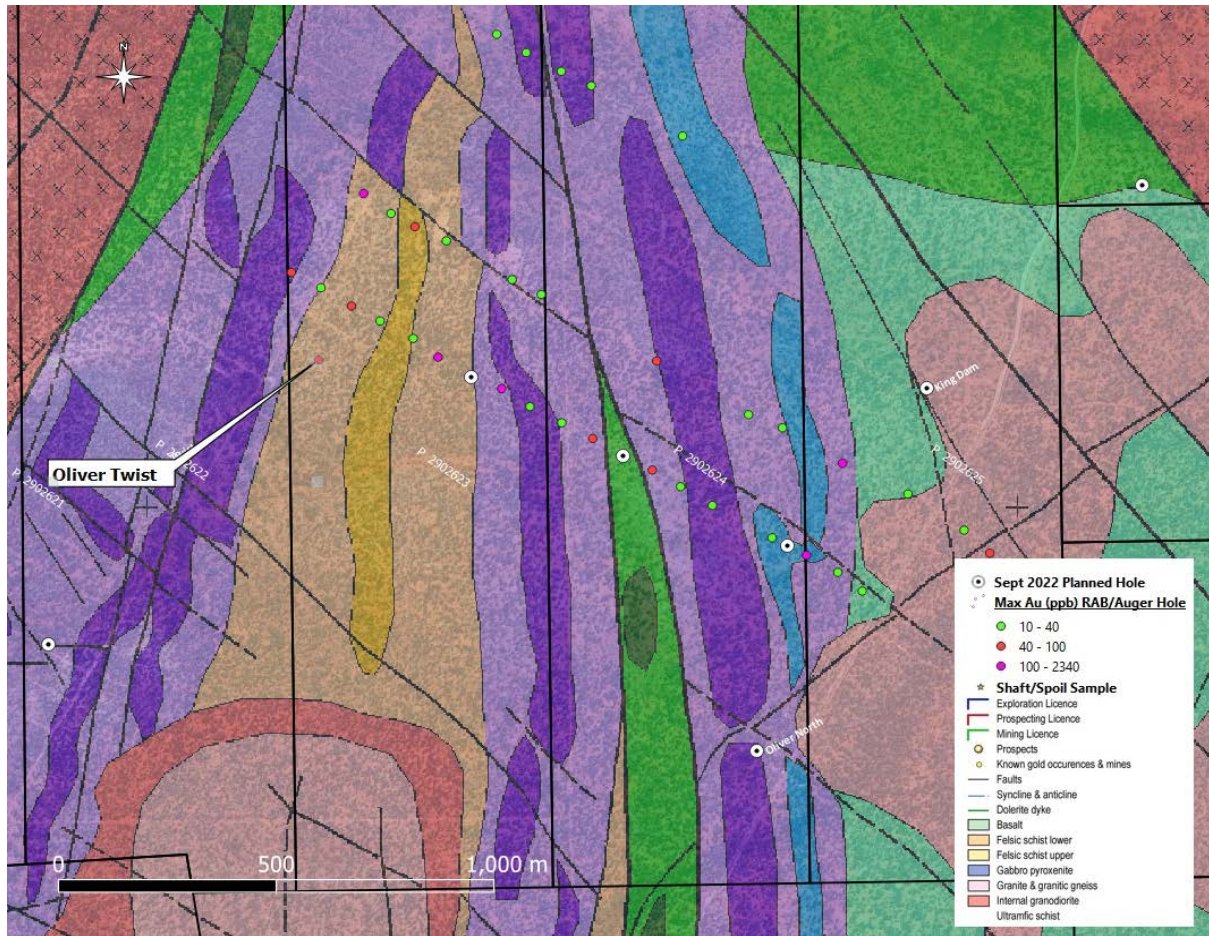 N
King Dam
P 2902622
Oliver Twist
P 2902621
P 2902623
P 2902624
P 2902625
Oliver North
0 500 1,000 m
Sept 2022 Planned Hole
Max Au (ppb) RAB/Auger Hole
10 - 40
40 - 100
100 - 2340
Shaft/Spoil Sample
Exploration Licence
Prospecting Licence
Mining Licence
Prospects
Known gold occurences & mines
Faults
Syncline & anticline
Dolerite dyke
Basalt
Felsic schist lower
Felsic schist upper
Gabbro pyroxenite
Granite & granitic gneiss
Internal granodiorite
Ultramfic schist